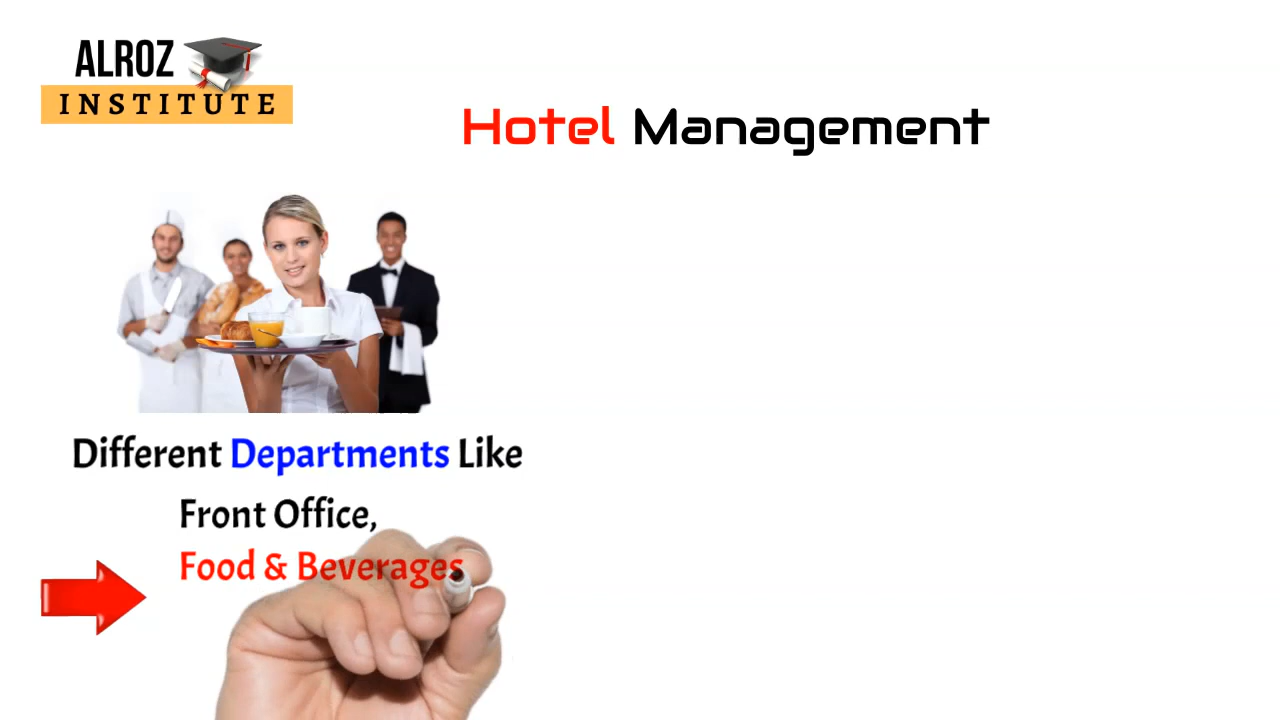 ALROZ
INSTITUTE
Hotel Management
Different Departments Like
Front Office,
Food & Beverages